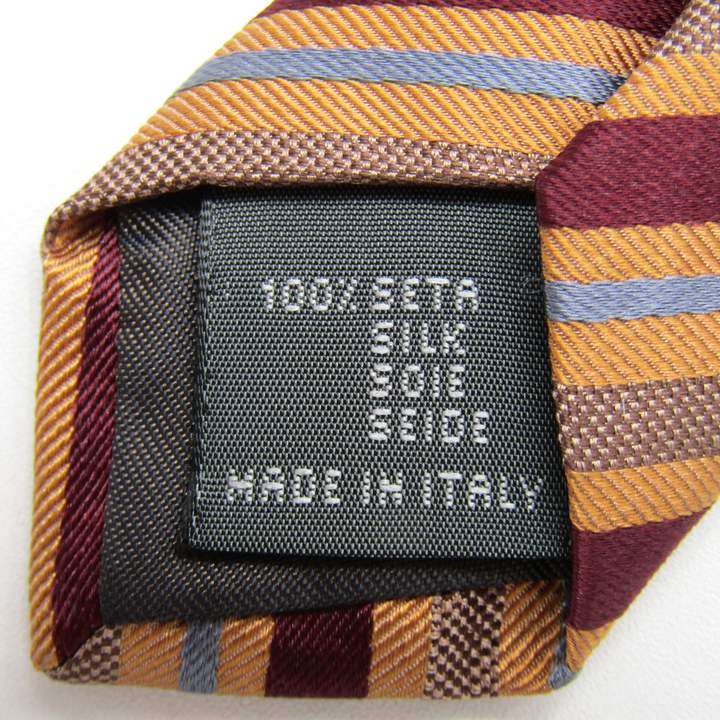 100% SETA
SILK
SOIE
SEIDE
MADE IN ITALY